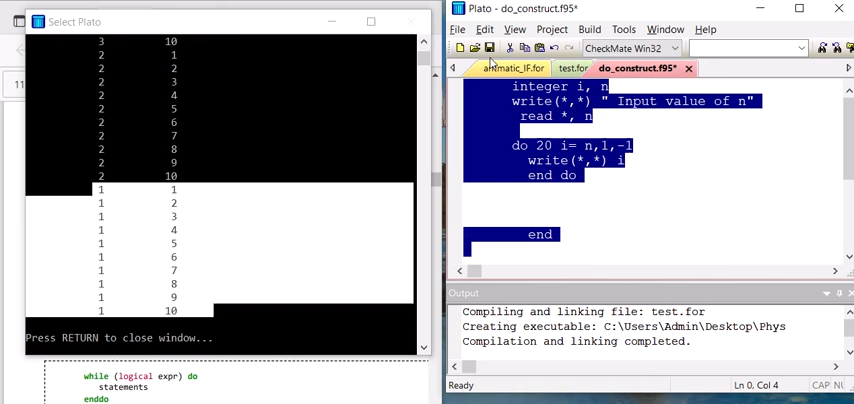 Select Plato
3 10
2 1
2 2
2 3
2 4
2 5
2 6
2 7
2 8
2 9
2 10
1 1
1 2
1 3
1 4
1 5
1 6
1 7
1 8
1 9
1 10
Press RETURN to close window...
11
while (logical expr) do
statements
enddo
Plato - do_construct.f95*
File Edit View Project Build Tools Window Help
CheckMate Win32
arithmatic_IF.for test.for do_construct.f95*
integer i, n
write(*,*) " Input value of n"
read *, n
do 20 i= n,1,-1
write(*,*) i
end do
end
Output
Compiling and linking file: test.for
Creating executable: C:\Users\Admin\Desktop\Phys
Compilation and linking completed.
Ready Ln 0, Col 4 CAP NU